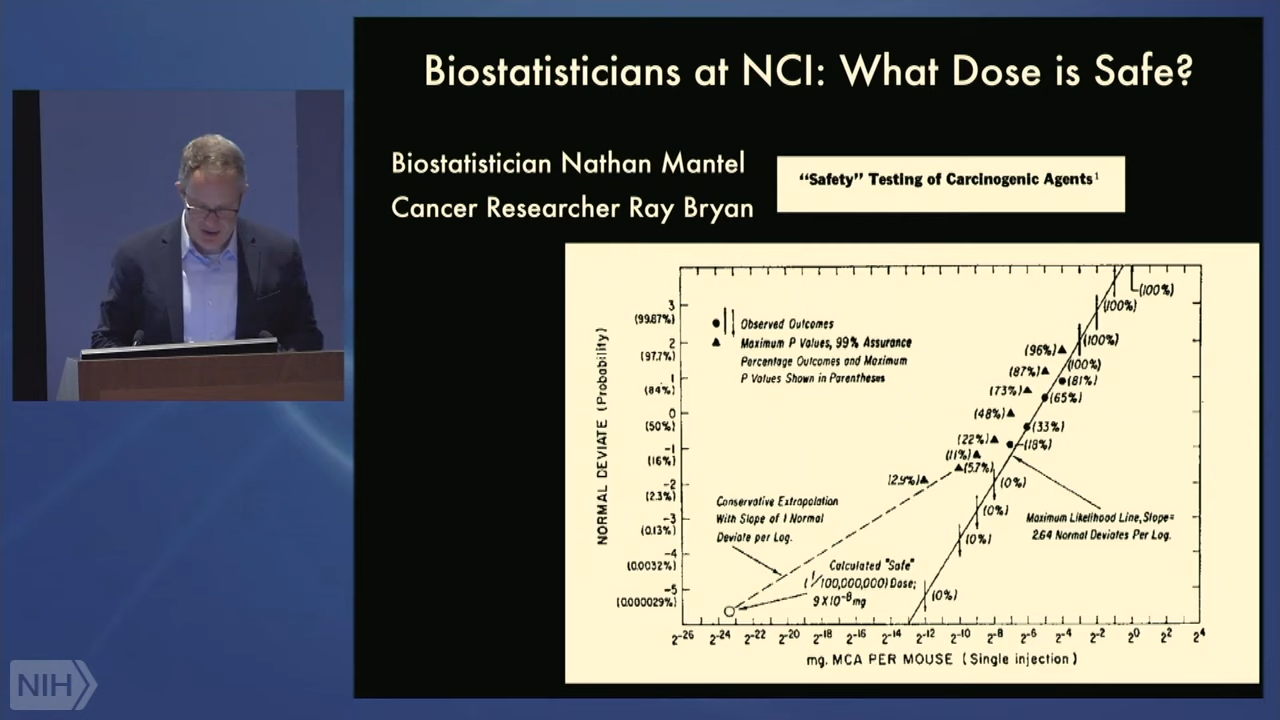 Biostatisticians at NCI: What Dose is Safe?
Biostatistician Nathan Mantel
Cancer Researcher Ray Bryan
“Safety” Testing of Carcinogenic Agents¹
NORMAL DEVIATE (Probability)
3
(99.87%)
2
(97.7%)
1
(84%)
0
(50%)
-1
(16%)
-2
(2.3%)
-3
(0.13%)
-4
(0.0032%)
-5
(0.000029%)
Observed Outcomes
Maximum P Values, 99% Assurance
Percentage Outcomes and Maximum
P Values Shown in Parentheses
(100%)
(100%)
(100%)
(100%)
(96%)
(87%)
(81%)
(73%)
(65%)
(48%)
(33%)
(22%)
(18%)
(11%)
(5.7%)
(2.9%)
(0%)
(0%)
(0%)
(0%)
Conservative Extrapolation
With Slope of 1 Normal
Deviate per Log.
Maximum Likelihood Line, Slope=
2.64 Normal Deviates Per Log.
Calculated "Safe"
(1/100,000,000) Dose;
9X10⁻⁸ mg
2⁻²⁶ 2⁻²⁴ 2⁻²² 2⁻²⁰ 2⁻¹⁸ 2⁻¹⁶ 2⁻¹⁴ 2⁻¹² 2⁻¹⁰ 2⁻⁸ 2⁻⁶ 2⁻⁴ 2⁻² 2⁰ 2² 2⁴
mg. MCA PER MOUSE (Single injection)
NIH